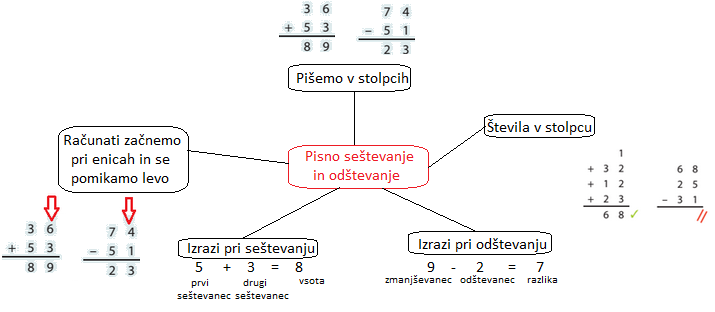 3 6
+ 5 3
8 9
7 4
- 5 1
2 3
Pišemo v stolpcih
Računati začnemo
pri enicah in se
pomikamo levo
Pisno seštevanje
in odštevanje
Števila v stolpcu
1
+ 3 2
+ 1 2
+ 2 3
6 8 ✓
6 8
2 5
- 3 1
3 6
+ 5 3
8 9
7 4
- 5 1
2 3
Izrazi pri seštevanju
5 + 3 = 8
prvi drugi vsota
seštevanec seštevanec
Izrazi pri odštevanju
9 - 2 = 7
zmanjševanec odštevanec razlika